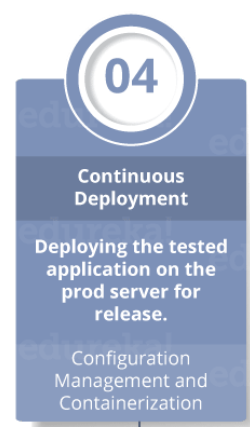 04
Continuous
Deployment
Deploying the tested
application on the
prod server for
release.
Configuration
Management and
Containerization